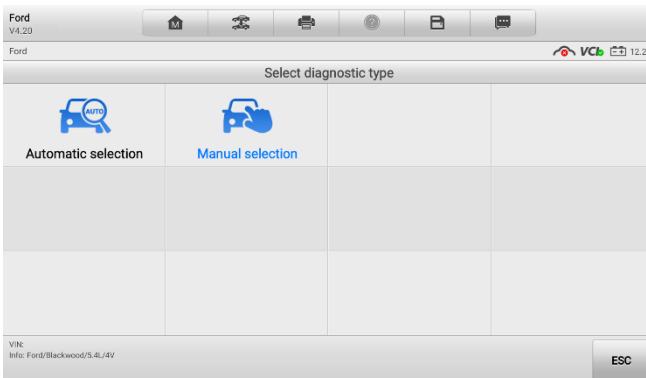 Ford
V4.20
M
?
Ford
VCI
12.2
Select diagnostic type
AUTO
Automatic selection
Manual selection
VIN:
Info: Ford/Blackwood/5.4L/4V
ESC